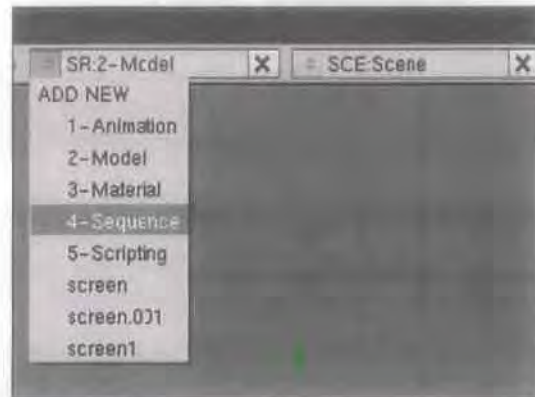 SR:2-Model SCE:Scene
ADD NEW
1-Animation
2-Model
3-Material
4-Sequence
5-Scripting
screen
screen.001
screen1